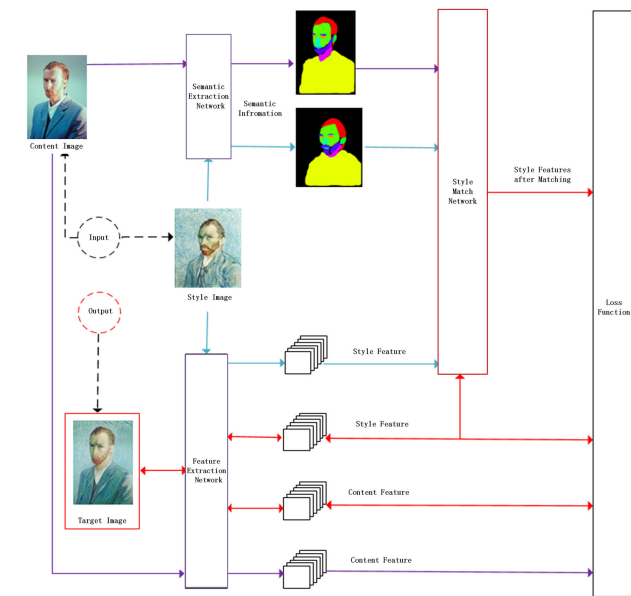 Content Image
Semantic
Extraction
Network
Semantic
Infromation
Style
Match
Network
Style Features
after Matching
Input
Style Image
Output
Loss
Function
Style Feature
Style Feature
Feature
Extraction
Network
Content Feature
Target Image
Content Feature